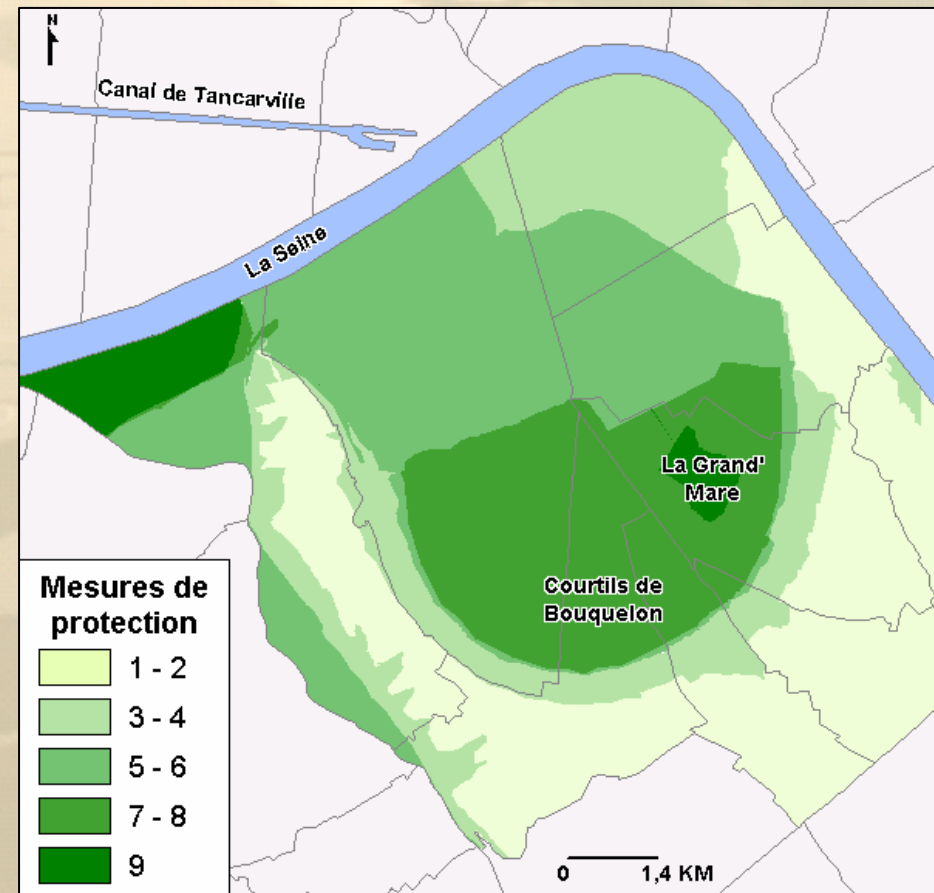 N
Canal de Tancarville
La Seine
La Grand'
Mare
Courtils de
Bouquelon
Mesures de
protection
1 - 2
3 - 4
5 - 6
7 - 8
9
0 1,4 KM